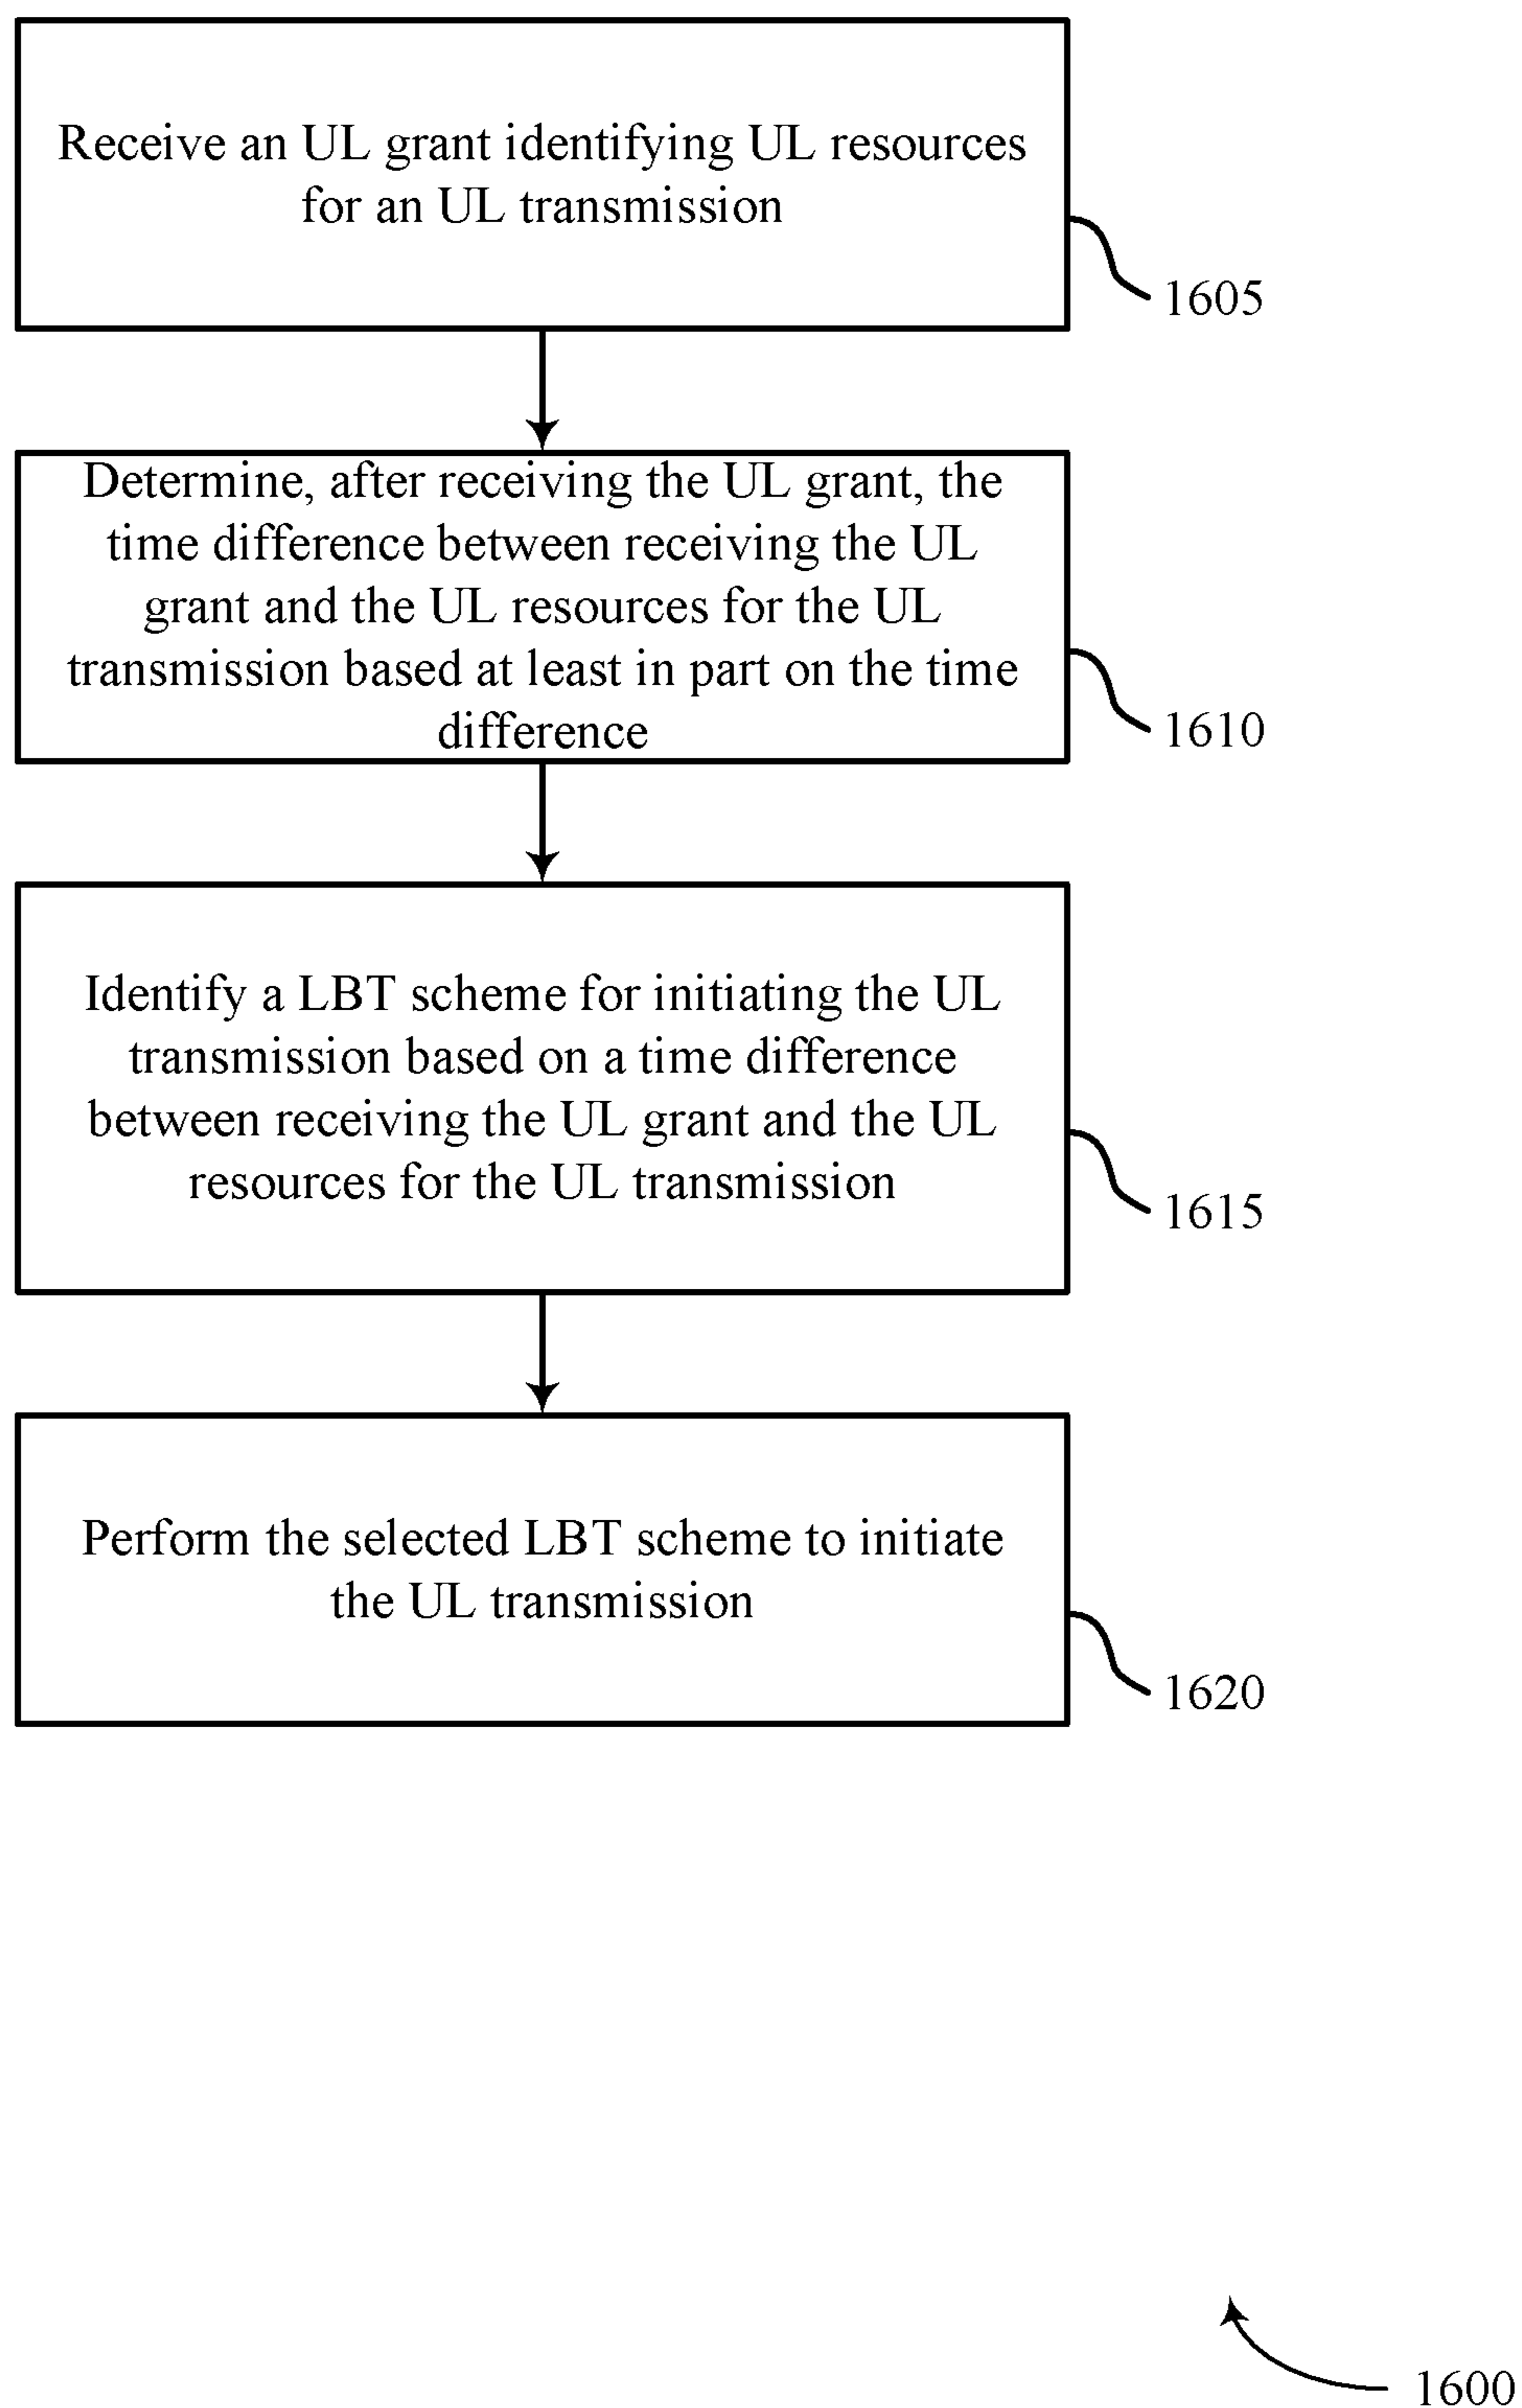 Receive an UL grant identifying UL resources
for an UL transmission
1605
Determine, after receiving the UL grant, the
time difference between receiving the UL
grant and the UL resources for the UL
transmission based at least in part on the time
difference
1610
Identify a LBT scheme for initiating the UL
transmission based on a time difference
between receiving the UL grant and the UL
resources for the UL transmission
1615
Perform the selected LBT scheme to initiate
the UL transmission
1620
1600